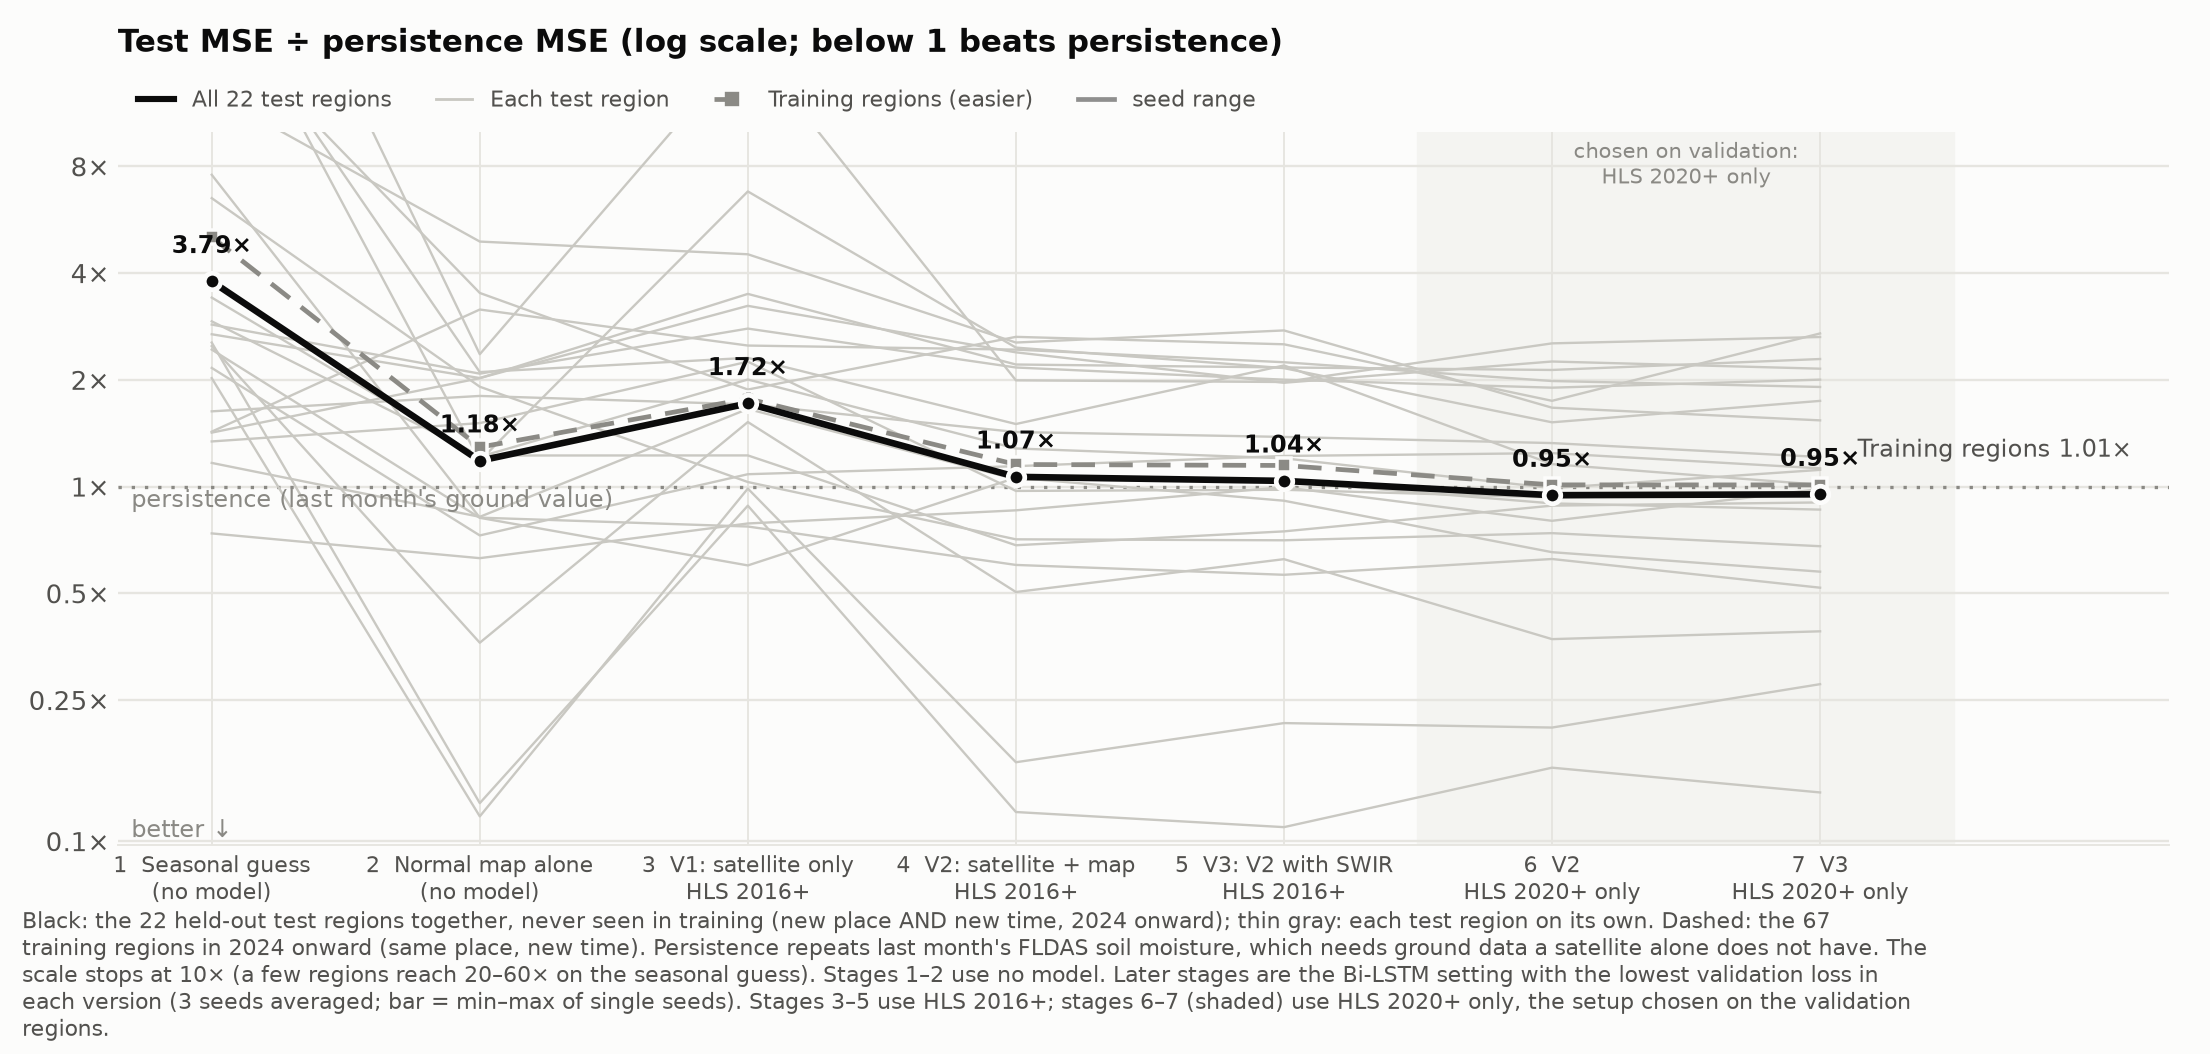 Test MSE ÷ persistence MSE (log scale; below 1 beats persistence)
All 22 test regions
Each test region
Training regions (easier)
seed range
chosen on validation:
HLS 2020+ only
8×
4×
2×
1×
0.5×
0.25×
0.1×
3.79×
1.18×
1.72×
1.07×
1.04×
0.95×
0.95×
Training regions 1.01×
persistence (last month's ground value)
better ↓
1 Seasonal guess
(no model)
2 Normal map alone
(no model)
3 V1: satellite only
HLS 2016+
4 V2: satellite + map
HLS 2016+
5 V3: V2 with SWIR
HLS 2016+
6 V2
HLS 2020+ only
7 V3
HLS 2020+ only
Black: the 22 held-out test regions together, never seen in training (new place AND new time, 2024 onward); thin gray: each test region on its own. Dashed: the 67
training regions in 2024 onward (same place, new time). Persistence repeats last month's FLDAS soil moisture, which needs ground data a satellite alone does not have. The
scale stops at 10× (a few regions reach 20–60× on the seasonal guess). Stages 1–2 use no model. Later stages are the Bi-LSTM setting with the lowest validation loss in
each version (3 seeds averaged; bar = min–max of single seeds). Stages 3–5 use HLS 2016+; stages 6–7 (shaded) use HLS 2020+ only, the setup chosen on the validation
regions.